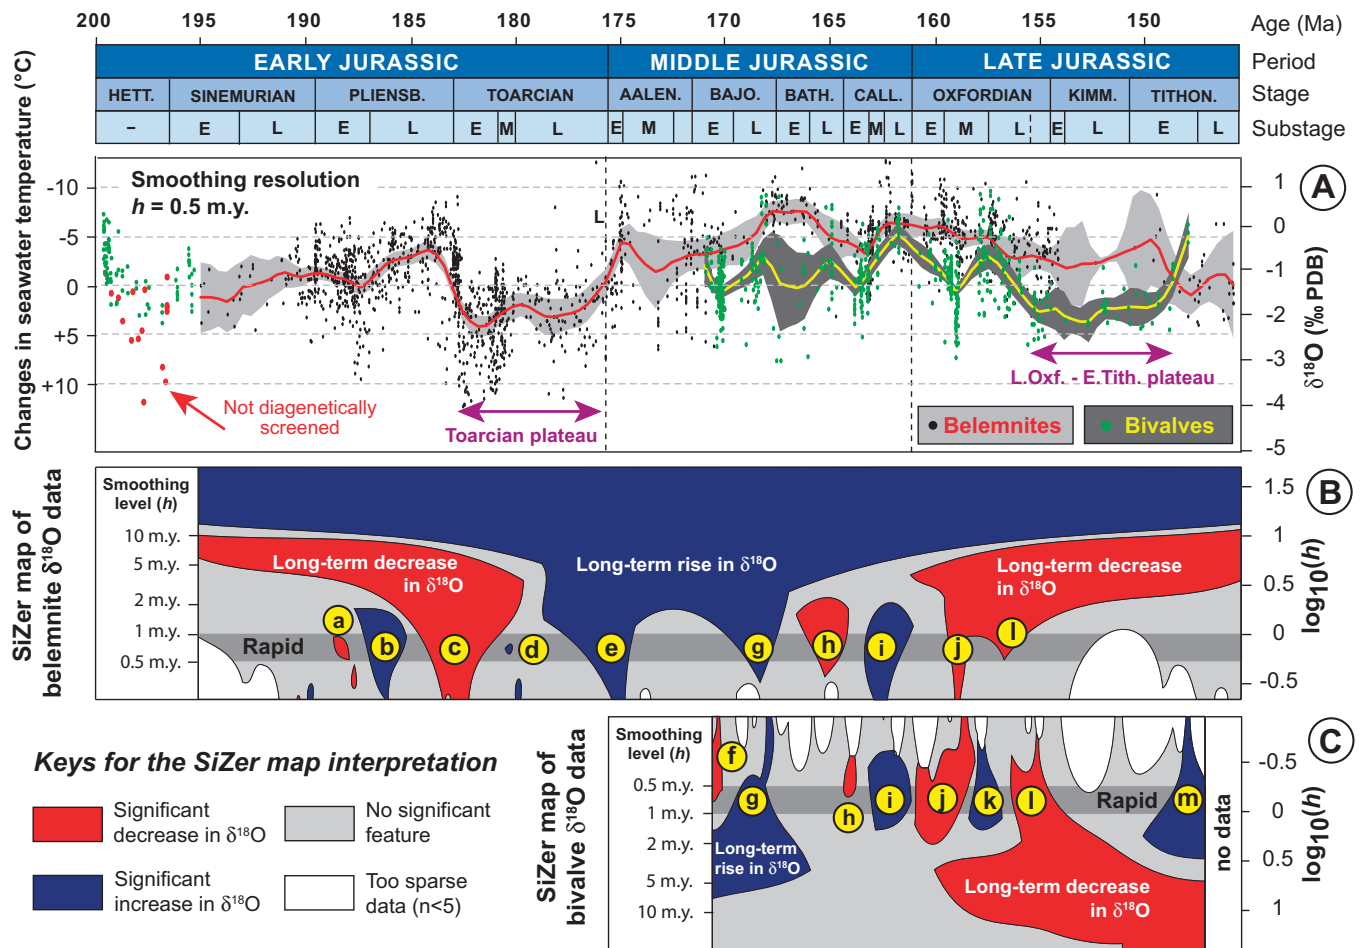 200 195 190 185 180 175 170 165 160 155 150 Age (Ma)
EARLY JURASSIC MIDDLE JURASSIC LATE JURASSIC Period
HETT. SINEMURIAN PLIENSB. TOARCIAN AALEN. BAJO. BATH. CALL. OXFORDIAN KIMM. TITHON. Stage
– E L E L E M L E M E L E L E M L E M L E L E L Substage
Changes in seawater temperature (°C)
-10
-5
0
+5
+10
Smoothing resolution
h = 0.5 m.y.
L
Not diagenetically
screened
Toarcian plateau
L.Oxf. - E.Tith. plateau
Belemnites Bivalves
1
0
-1
-2
-3
-4
-5
δ¹⁸O (‰ PDB)
A
SiZer map of
belemnite δ¹⁸O data
Smoothing
level (h)
10 m.y.
5 m.y.
2 m.y.
1 m.y.
0.5 m.y.
Long-term decrease
in δ¹⁸O
Long-term rise in δ¹⁸O
Long-term decrease
in δ¹⁸O
Rapid
a b c d e g h i j l
1.5
1
0.5
0
-0.5
log10(h)
B
Keys for the SiZer map interpretation
Significant
decrease in δ¹⁸O
No significant
feature
Significant
increase in δ¹⁸O
Too sparse
data (n<5)
SiZer map of
bivalve δ¹⁸O data
Smoothing
level (h)
0.5 m.y.
1 m.y.
2 m.y.
5 m.y.
10 m.y.
f g h i j k l m
Rapid
Long-term
rise in δ¹⁸O
Long-term decrease
in δ¹⁸O
no data
-0.5
0
0.5
1
log10(h)
C